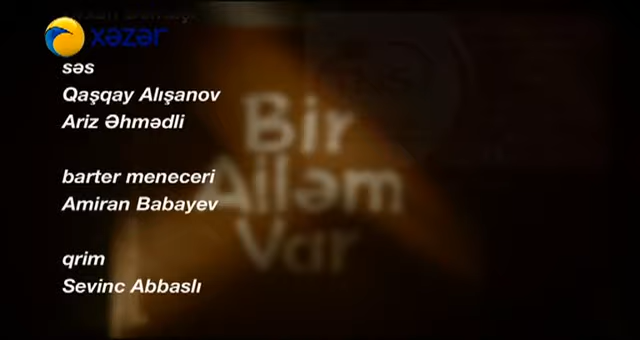 xəzər
səs
Qaşqay Alışanov
Ariz Əhmədli
barter meneceri
Amiran Babayev
qrim
Sevinc Abbaslı
Bir
Ailəm
Var